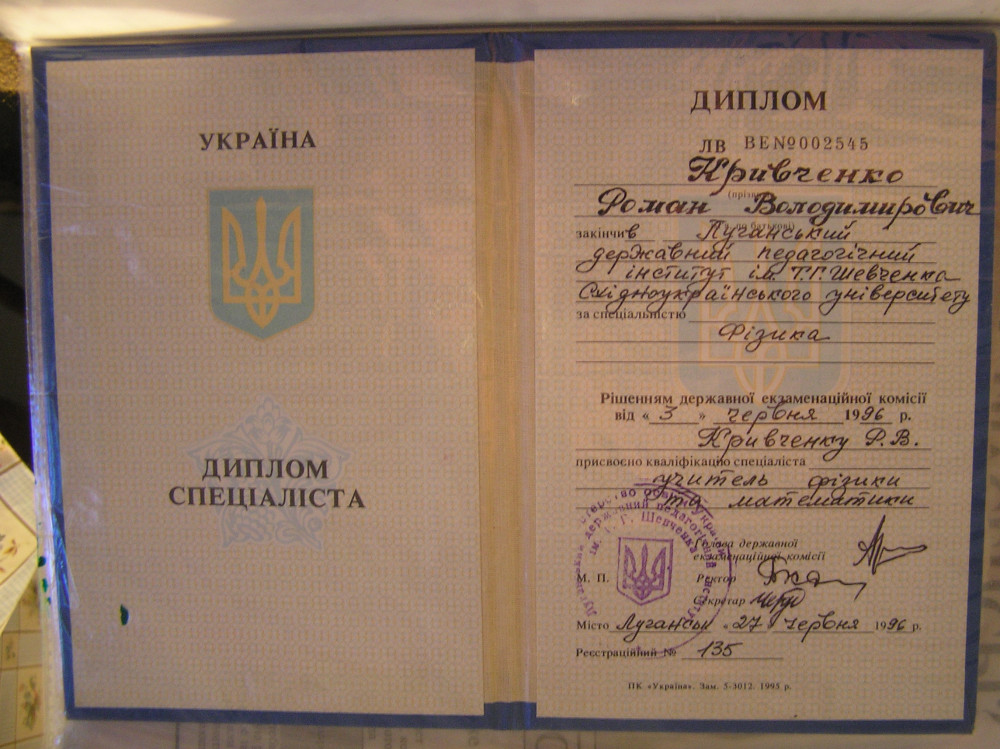 УКРАЇНА
ДИПЛОМ
СПЕЦІАЛІСТА
ДИПЛОМ
ЛВ ВЕ№002545
Кривченко
Роман Володимирович
закінчив Луганський
державний педагогічний
інститут ім. Т.Г. Шевченка
Східноукраїнського університету
за спеціальністю
Фізика
Рішенням державної екзаменаційної комісії
від « 3 » червня 1996 р.
Кривченку Р.В.
присвоєно кваліфікацію спеціаліста
учитель фізики
та математики
Голова державної
екзаменаційної комісії
М. П. Ректор
Секретар
Місто Луганськ « 27 » червня 1996 р.
Реєстраційний № 135
ПК «Україна». Зам. 5-3012. 1995 р.